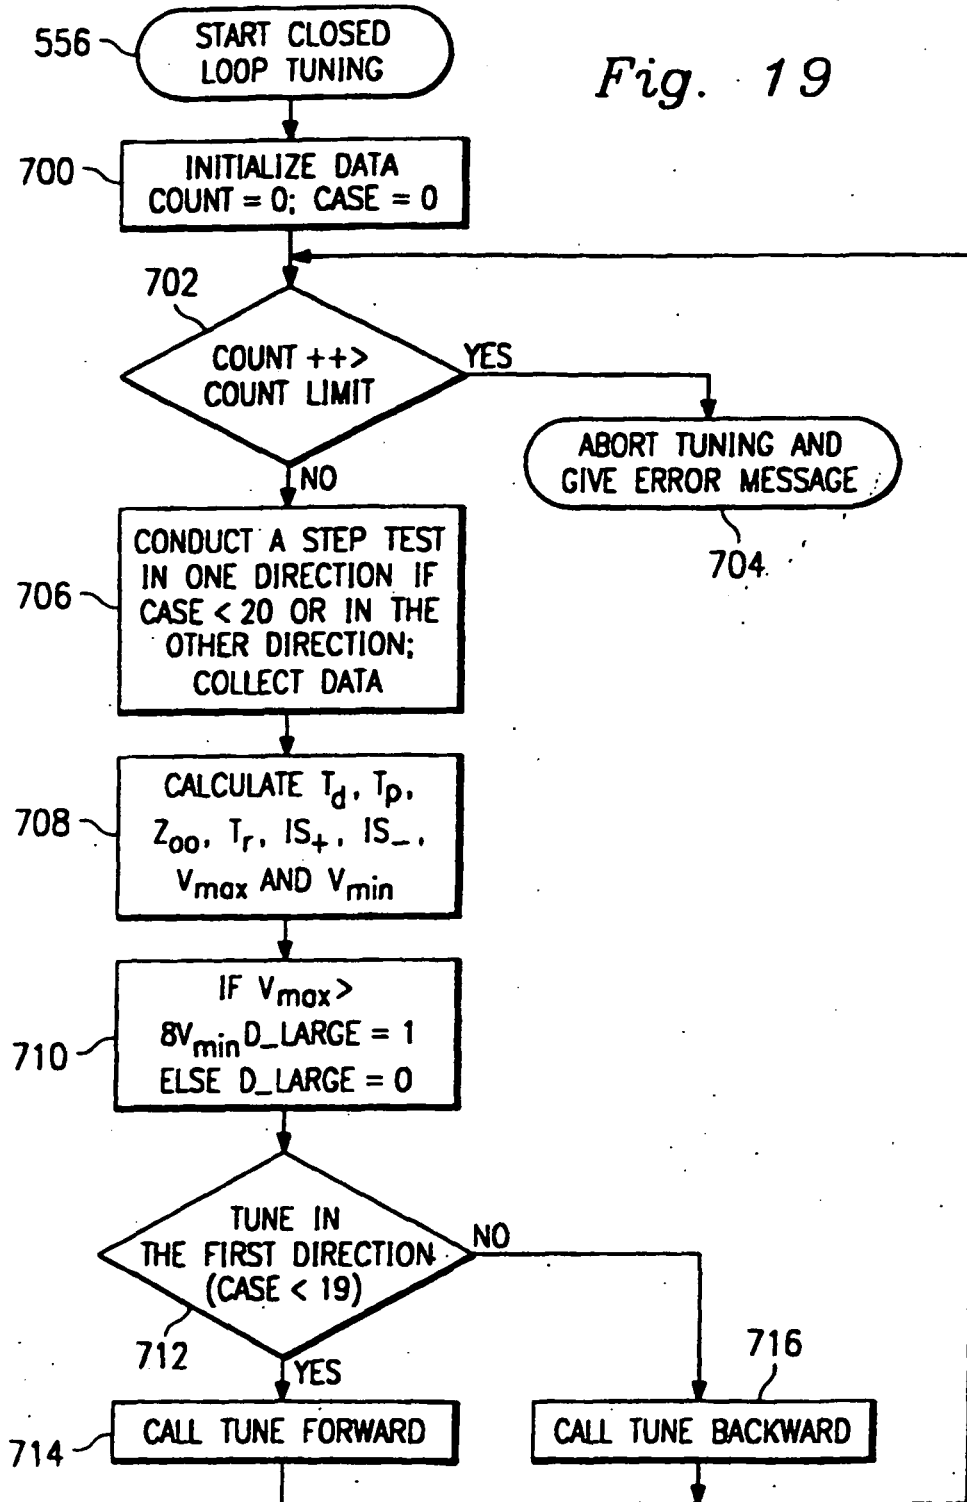 Fig. 19
556
START CLOSED
LOOP TUNING
700
INITIALIZE DATA
COUNT = 0; CASE = 0
702
COUNT ++>
COUNT LIMIT
YES
ABORT TUNING AND
GIVE ERROR MESSAGE
704
NO
706
CONDUCT A STEP TEST
IN ONE DIRECTION IF
CASE < 20 OR IN THE
OTHER DIRECTION;
COLLECT DATA
708
CALCULATE Td, Tp,
Zoo, Tr, IS+, IS−,
Vmax AND Vmin
710
IF Vmax>
8Vmin D_LARGE = 1
ELSE D_LARGE = 0
TUNE IN
THE FIRST DIRECTION
(CASE < 19)
NO
712
YES
716
714
CALL TUNE FORWARD
CALL TUNE BACKWARD